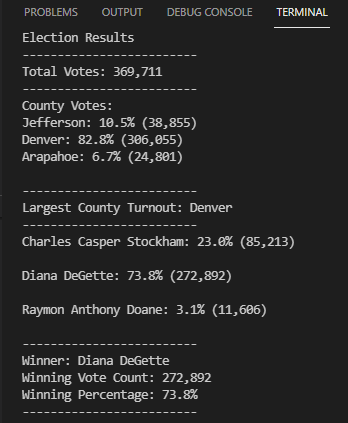 PROBLEMS OUTPUT DEBUG CONSOLE TERMINAL
Election Results
-------------------------
Total Votes: 369,711
-------------------------
County Votes:
Jefferson: 10.5% (38,855)
Denver: 82.8% (306,055)
Arapahoe: 6.7% (24,801)
-------------------------
Largest County Turnout: Denver
-------------------------
Charles Casper Stockham: 23.0% (85,213)
Diana DeGette: 73.8% (272,892)
Raymon Anthony Doane: 3.1% (11,606)
-------------------------
Winner: Diana DeGette
Winning Vote Count: 272,892
Winning Percentage: 73.8%
-------------------------